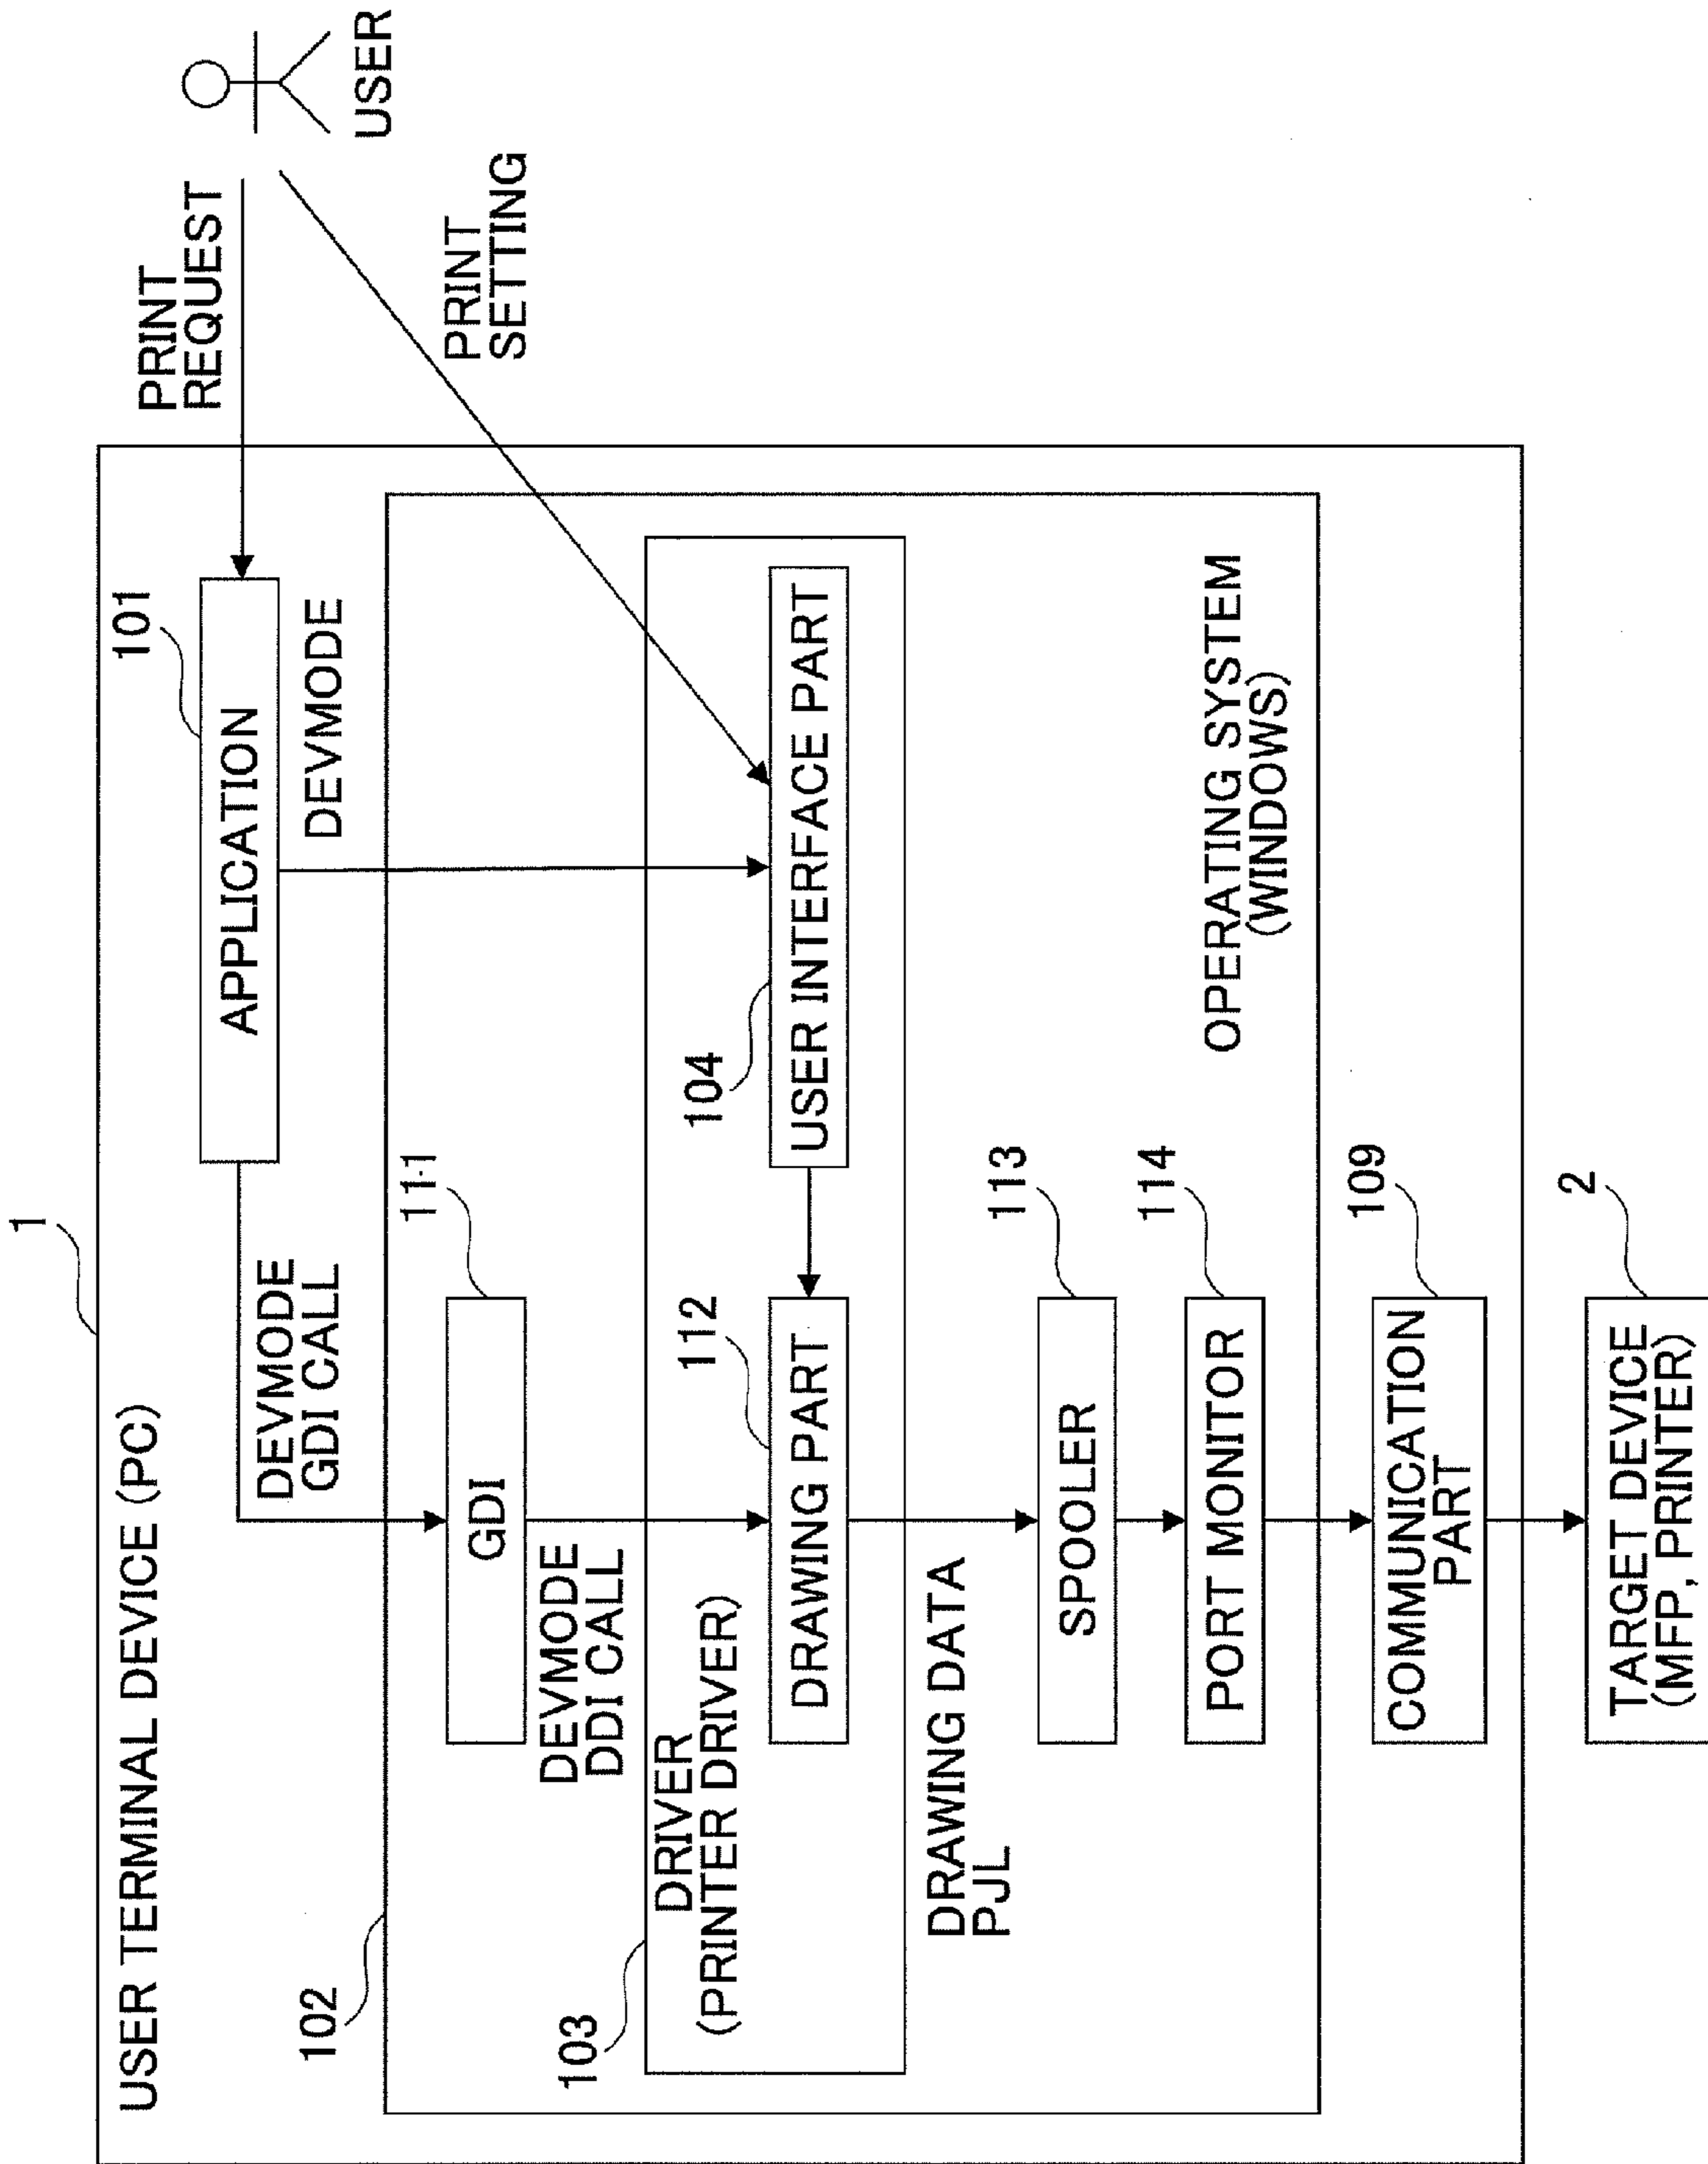 1
USER TERMINAL DEVICE (PC)
USER
PRINT
REQUEST
PRINT
SETTING
101
APPLICATION
DEVMODE
DEVMODE
GDI CALL
102
111
GDI
DEVMODE
DDI CALL
103
DRIVER
(PRINTER DRIVER)
112
DRAWING PART
104
USER INTERFACE PART
DRAWING DATA
PJL
113
SPOOLER
114
PORT MONITOR
OPERATING SYSTEM
(WINDOWS)
109
COMMUNICATION
PART
2
TARGET DEVICE
(MFP, PRINTER)